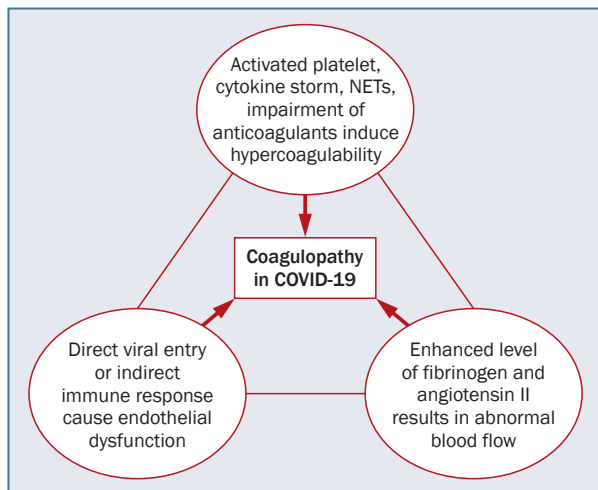 Activated platelet,
cytokine storm, NETs,
impairment of
anticoagulants induce
hypercoagulability
Coagulopathy
in COVID-19
Direct viral entry
or indirect
immune response
cause endothelial
dysfunction
Enhanced level
of fibrinogen and
angiotensin II
results in abnormal
blood flow